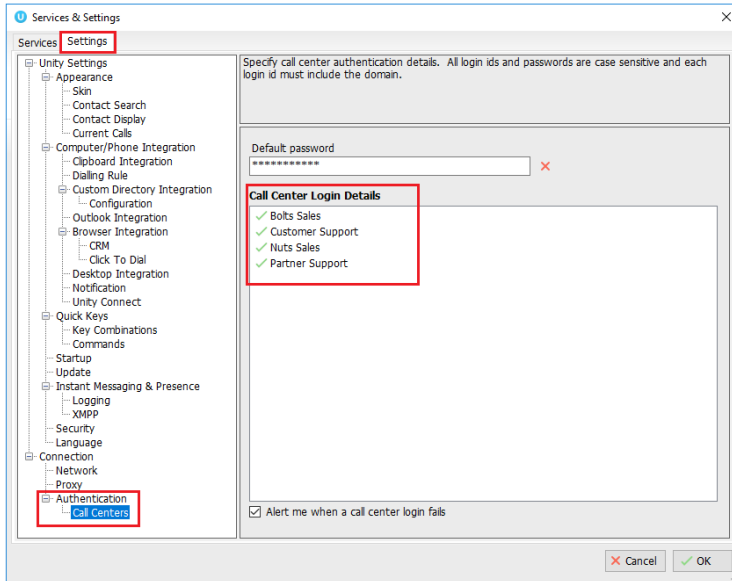 Services & Settings
Services
Settings
Unity Settings
Appearance
Skin
Contact Search
Contact Display
Current Calls
Computer/Phone Integration
Clipboard Integration
Dialling Rule
Custom Directory Integration
Configuration
Outlook Integration
Browser Integration
CRM
Click To Dial
Desktop Integration
Notification
Unity Connect
Quick Keys
Key Combinations
Commands
Startup
Update
Instant Messaging & Presence
Logging
XMPP
Security
Language
Connection
Network
Proxy
Authentication
Call Centers
Specify call center authentication details. All login ids and passwords are case sensitive and each
login id must include the domain.
Default password
***********
Call Center Login Details
Bolts Sales
Customer Support
Nuts Sales
Partner Support
Alert me when a call center login fails
Cancel
OK